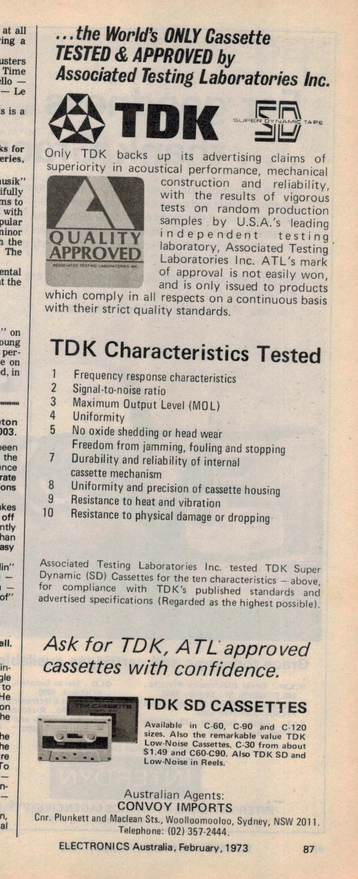 ...the World's ONLY Cassette
TESTED & APPROVED by
Associated Testing Laboratories Inc.
TDK
SD
SUPER DYNAMIC TAPE
Only TDK backs up its advertising claims of
superiority in acoustical performance, mechanical
construction and reliability,
with the results of vigorous
tests on random production
samples by U.S.A.'s leading
independent testing
laboratory, Associated Testing
Laboratories Inc. ATL's mark
of approval is not easily won,
and is only issued to products
which comply in all respects on a continuous basis
with their strict quality standards.
A
QUALITY
APPROVED
ASSOCIATED TESTING LABORATORIES INC.
TDK Characteristics Tested
1 Frequency response characteristics
2 Signal-to-noise ratio
3 Maximum Output Level (MOL)
4 Uniformity
5 No oxide shedding or head wear
Freedom from jamming, fouling and stopping
7 Durability and reliability of internal
cassette mechanism
8 Uniformity and precision of cassette housing
9 Resistance to heat and vibration
10 Resistance to physical damage or dropping
Associated Testing Laboratories Inc. tested TDK Super
Dynamic (SD) Cassettes for the ten characteristics — above,
for compliance with TDK's published standards and
advertised specifications (Regarded as the highest possible).
Ask for TDK, ATL approved
cassettes with confidence.
TDK CASSETTE
TDK SD CASSETTES
Available in C-60, C-90 and C-120
sizes. Also the remarkable value TDK
Low-Noise Cassettes, C-30 from about
$1.49 and C60-C90. Also TDK SD and
Low-Noise in Reels.
Australian Agents:
CONVOY IMPORTS
Cnr. Plunkett and Maclean Sts., Woolloomooloo, Sydney, NSW 2011.
Telephone: (02) 357-2444.
ELECTRONICS Australia, February, 1973 87